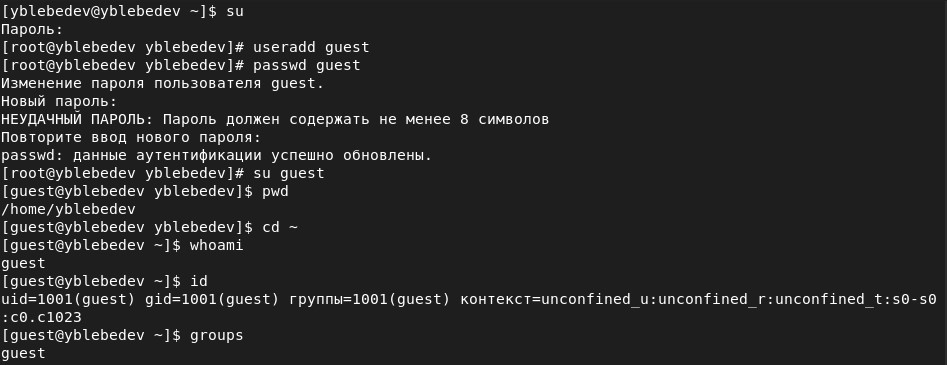 [yblebedev@yblebedev ~]$ su
Пароль:
[root@yblebedev yblebedev]# useradd guest
[root@yblebedev yblebedev]# passwd guest
Изменение пароля пользователя guest.
Новый пароль:
НЕУДАЧНЫЙ ПАРОЛЬ: Пароль должен содержать не менее 8 символов
Повторите ввод нового пароля:
passwd: данные аутентификации успешно обновлены.
[root@yblebedev yblebedev]# su guest
[guest@yblebedev yblebedev]$ pwd
/home/yblebedev
[guest@yblebedev yblebedev]$ cd ~
[guest@yblebedev ~]$ whoami
guest
[guest@yblebedev ~]$ id
uid=1001(guest) gid=1001(guest) группы=1001(guest) контекст=unconfined_u:unconfined_r:unconfined_t:s0-s0
:c0.c1023
[guest@yblebedev ~]$ groups
guest